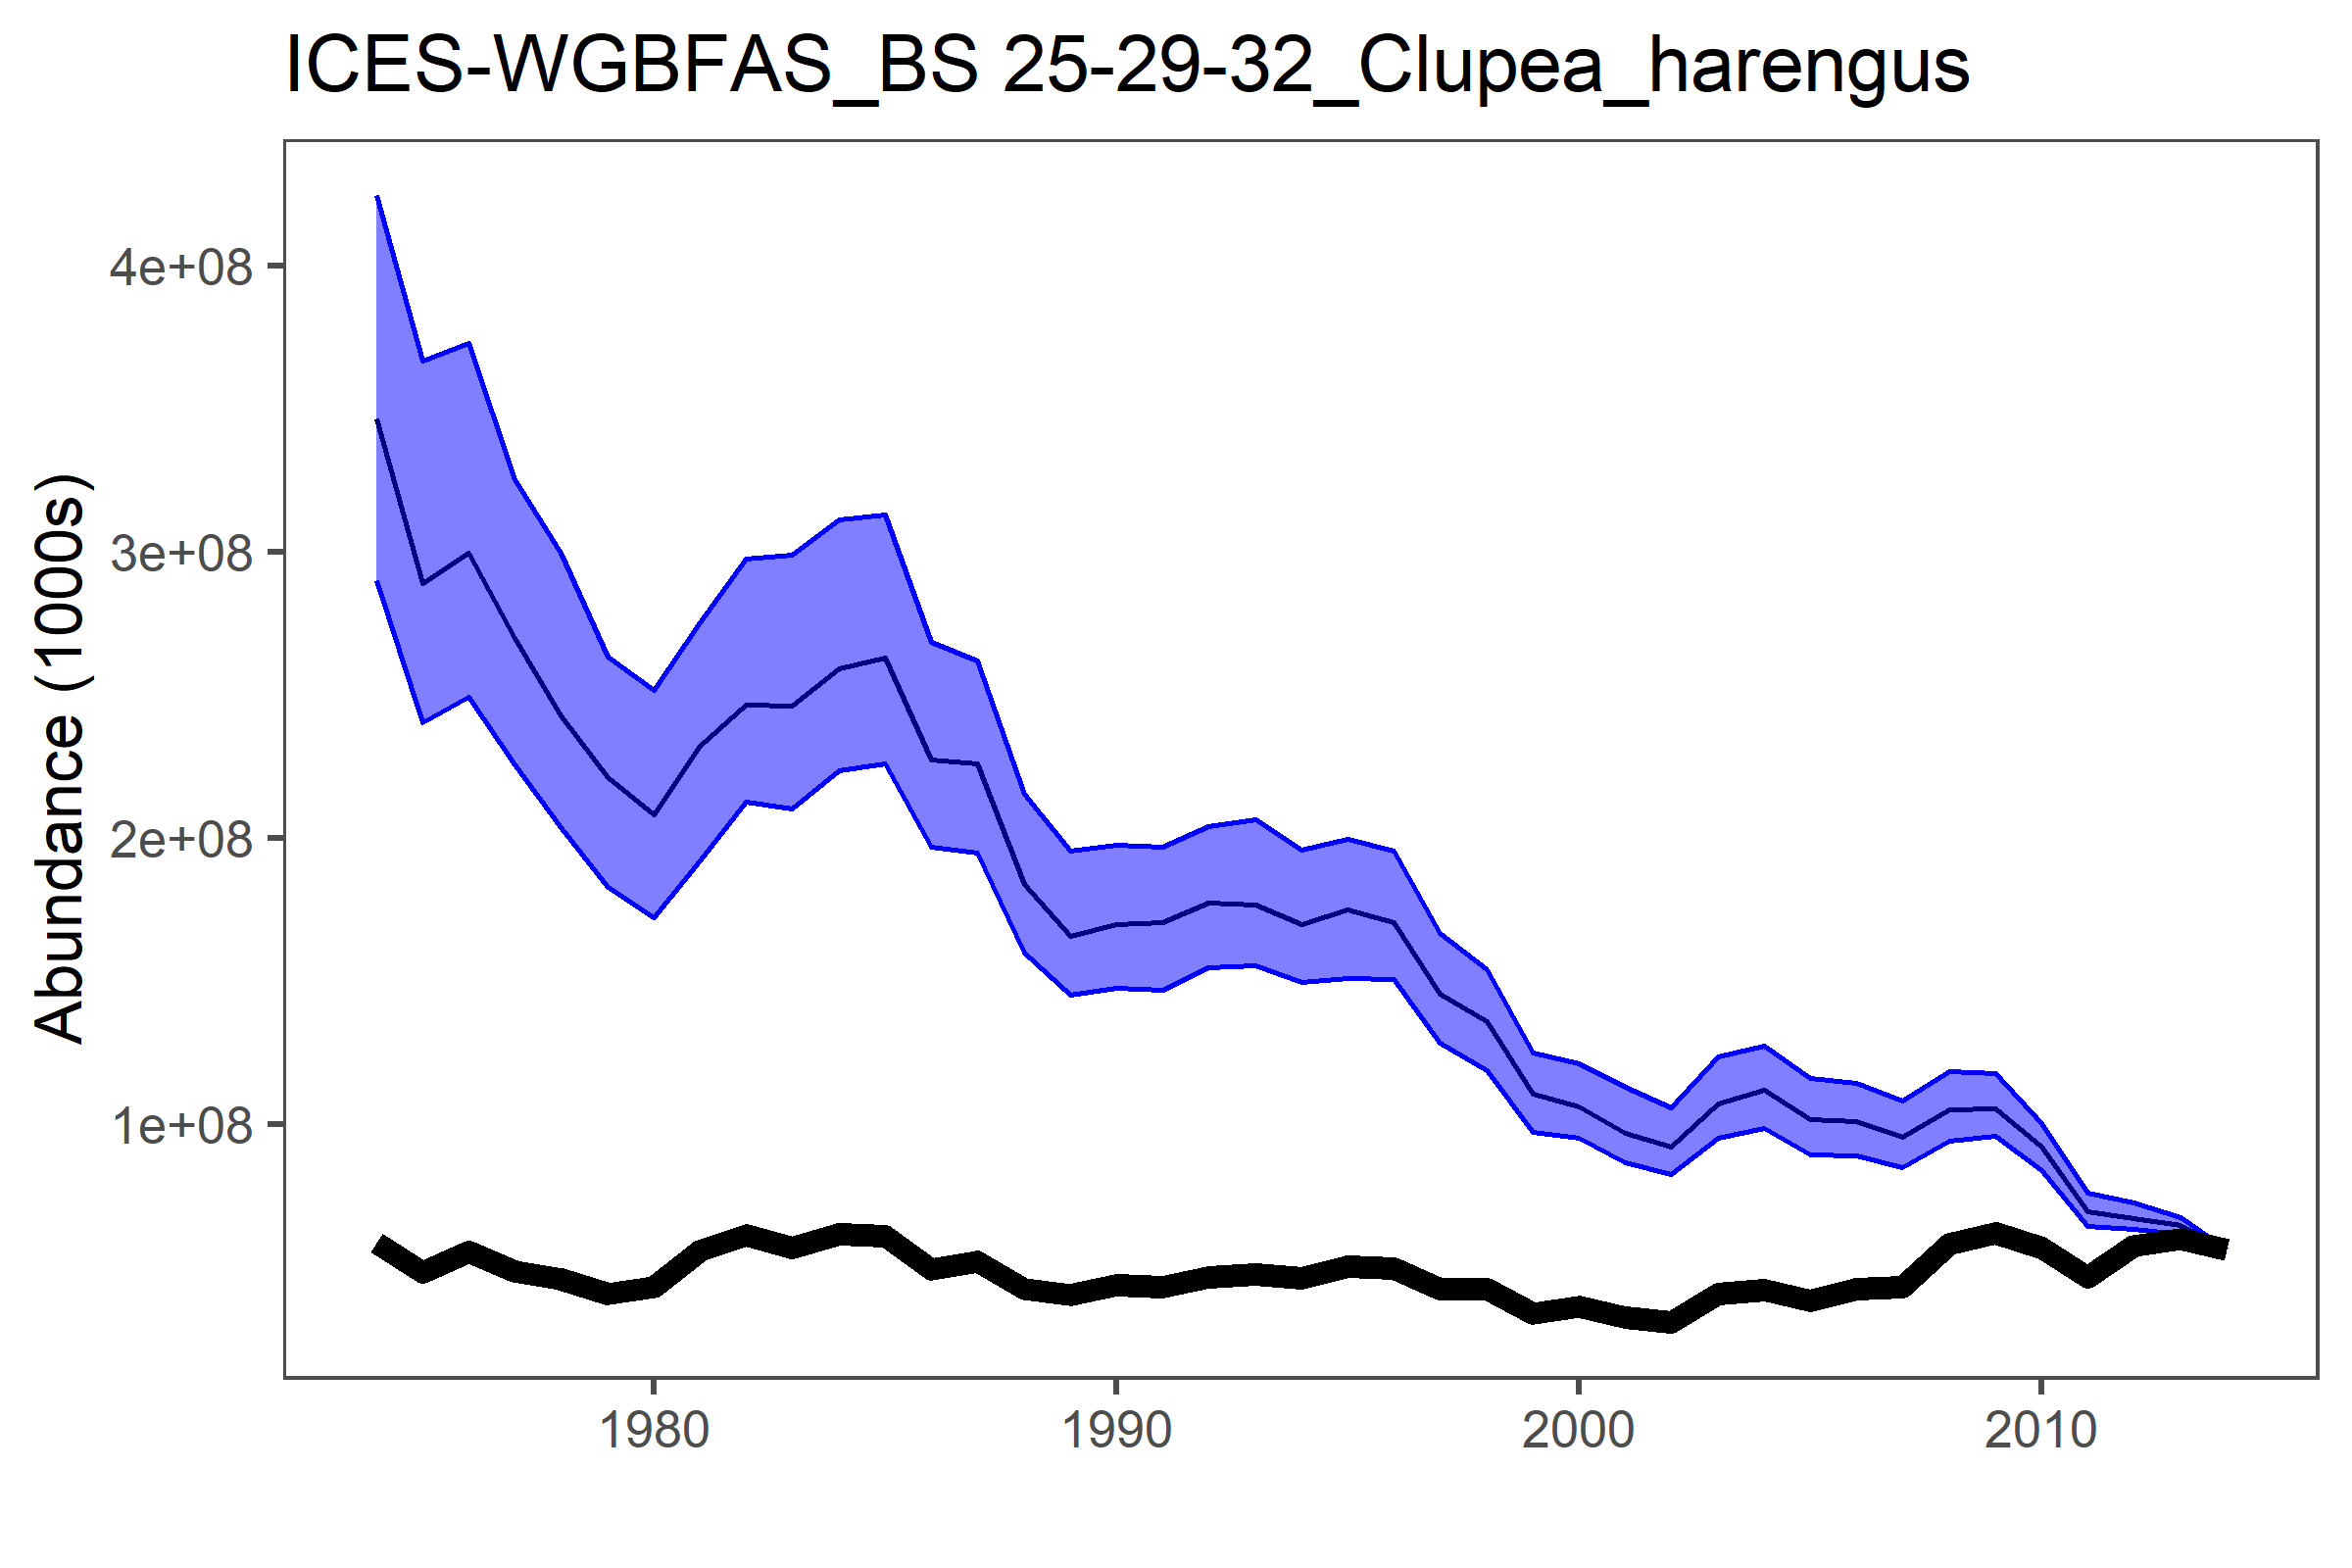 ICES-WGBFAS_BS 25-29-32_Clupea_harengus
Abundance (1000s)
4e+08
3e+08
2e+08
1e+08
1980 1990 2000 2010